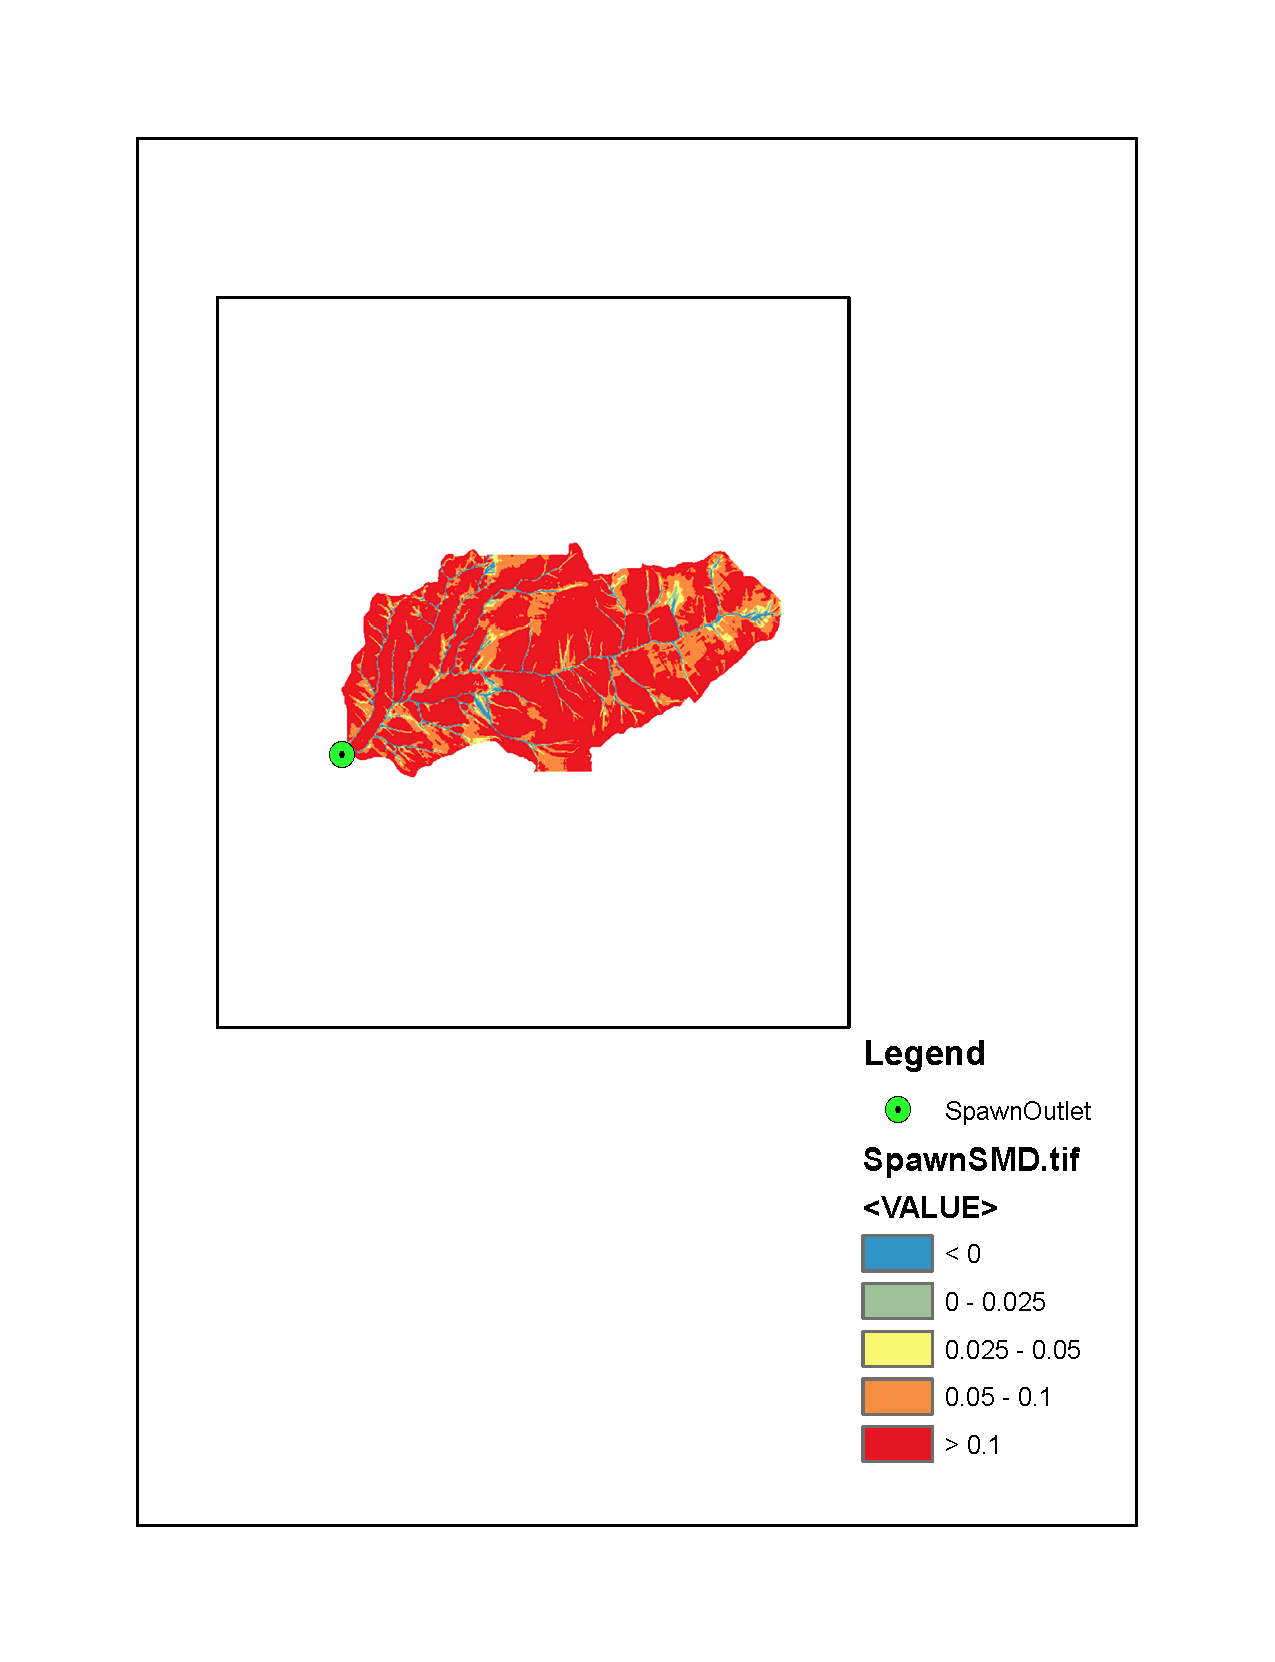 Legend
SpawnOutlet
SpawnSMD.tif
<VALUE>
< 0
0 - 0.025
0.025 - 0.05
0.05 - 0.1
> 0.1